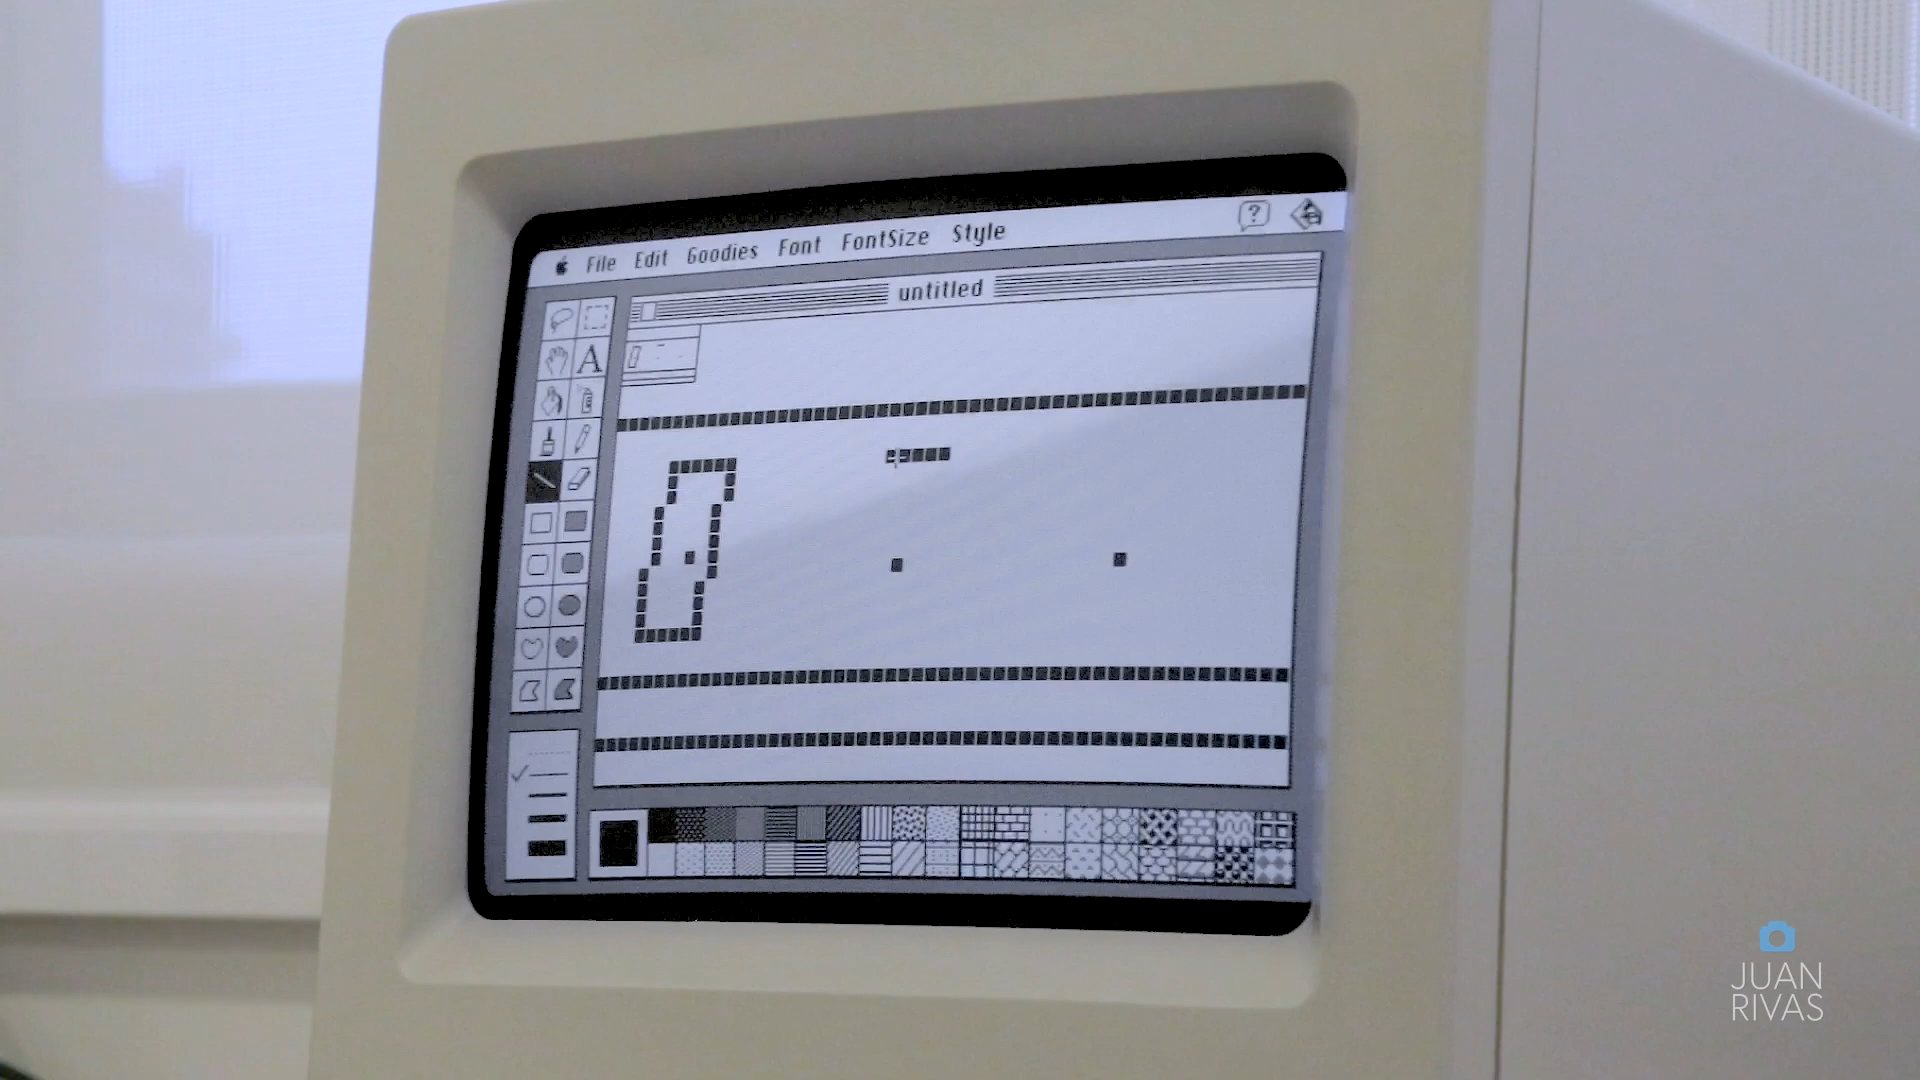 File Edit Goodies Font FontSize Style ?
untitled
A
JUAN
RIVAS